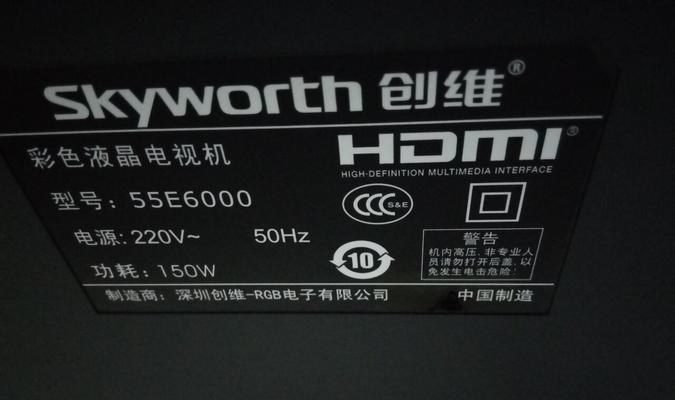 Skyworth 创维®
彩色液晶电视机
HDMI®
HIGH-DEFINITION MULTIMEDIA INTERFACE
型号: 55E6000
CCC S&E
电源: 220V~ 50Hz
功耗: 150W
10
警告
机内高压, 非专业人
员请勿打开后盖, 以
免发生电击危险!
制造商: 深圳创维-RGB电子有限公司 中国制造